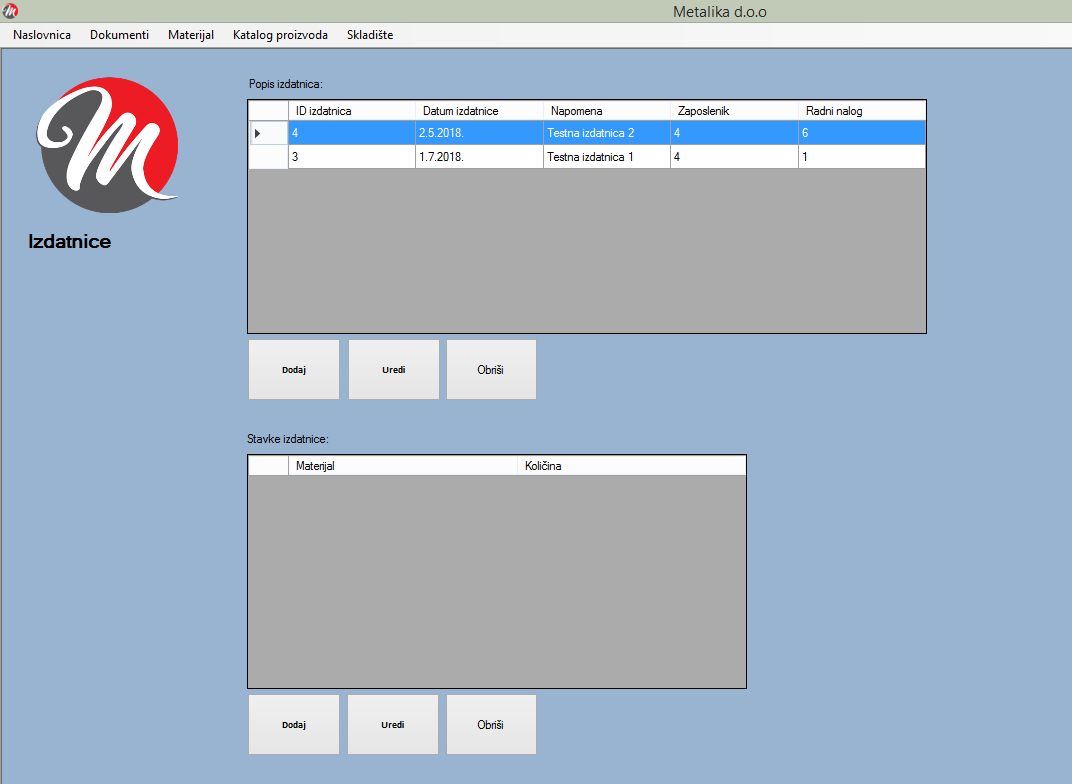 Metalika d.o.o
Naslovnica Dokumenti Materijal Katalog proizvoda Skladište
Izdatnice
Popis izdatnica:
ID izdatnica Datum izdatnice Napomena Zaposlenik Radni nalog
4 2.5.2018. Testna izdatnica 2 4 6
3 1.7.2018. Testna izdatnica 1 4 1
Dodaj Uredi Obriši
Stavke izdatnice:
Materijal Količina
Dodaj Uredi Obriši